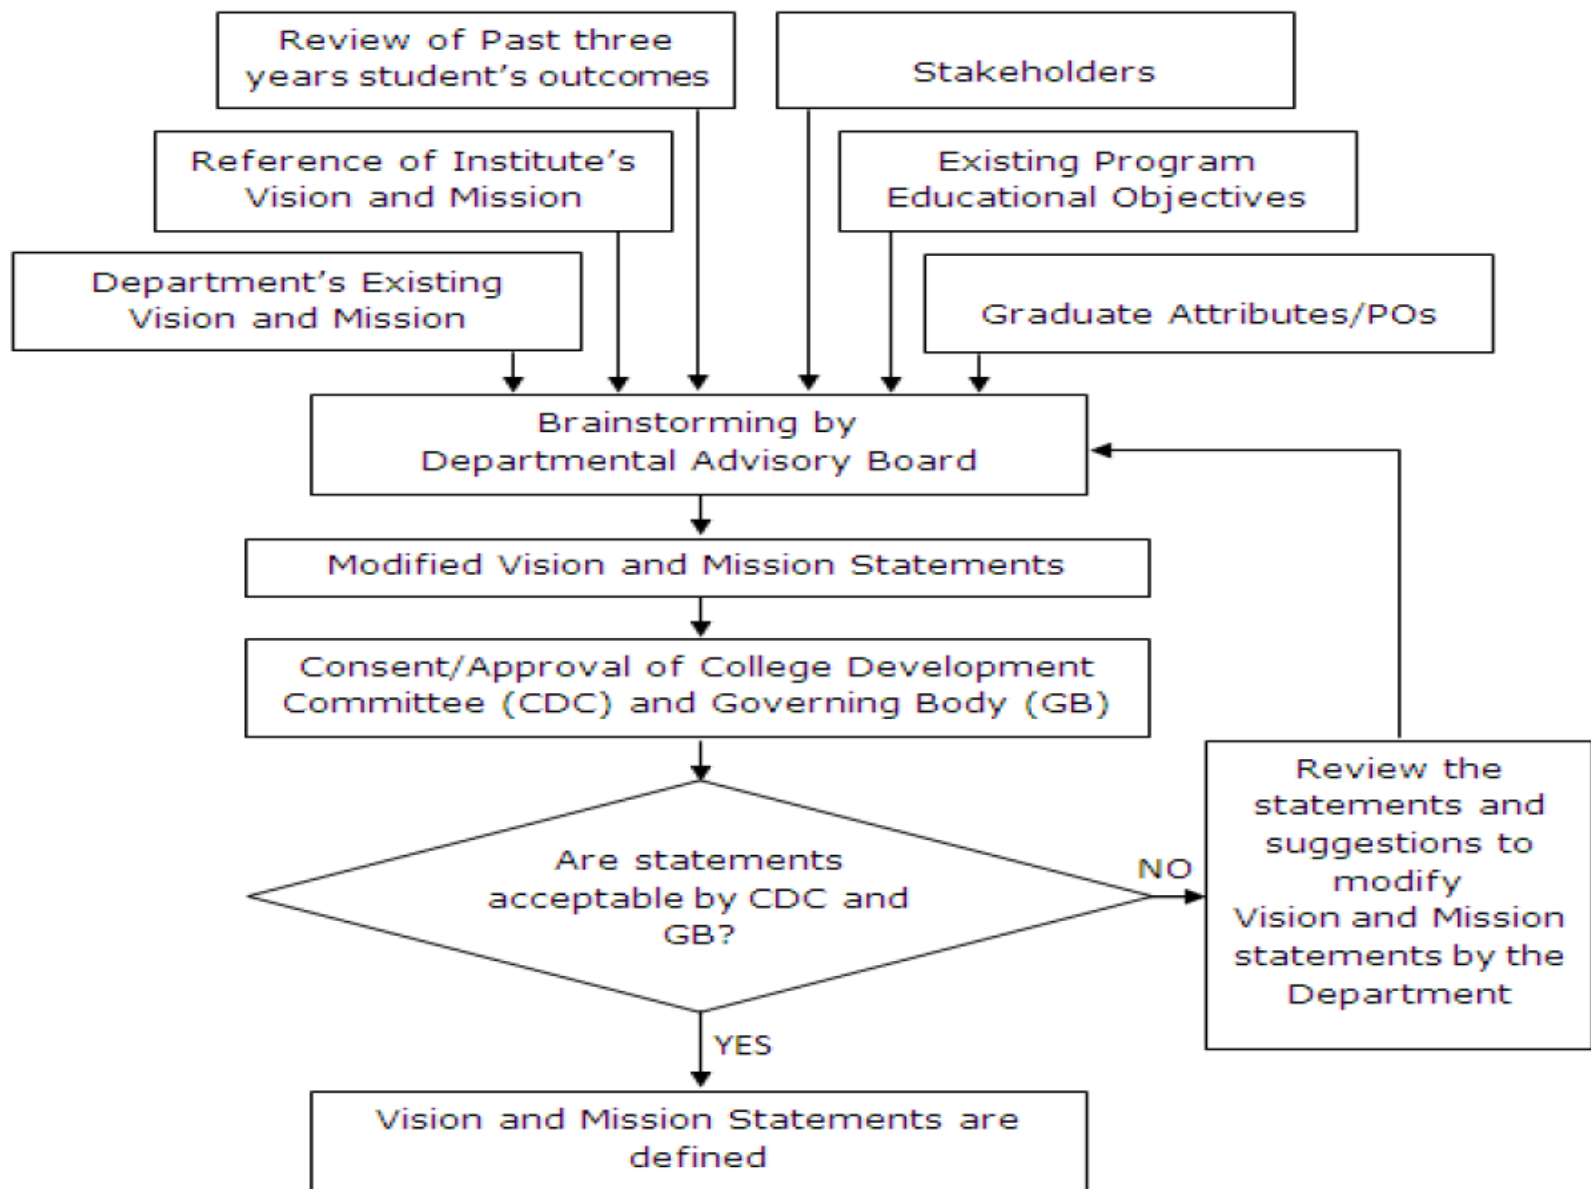 Review of Past three
years student's outcomes
Stakeholders
Reference of Institute's
Vision and Mission
Existing Program
Educational Objectives
Department's Existing
Vision and Mission
Graduate Attributes/POs
Brainstorming by
Departmental Advisory Board
Modified Vision and Mission Statements
Consent/Approval of College Development
Committee (CDC) and Governing Body (GB)
Are statements
acceptable by CDC and
GB?
NO
Review the
statements and
suggestions to
modify
Vision and Mission
statements by the
Department
YES
Vision and Mission Statements are
defined